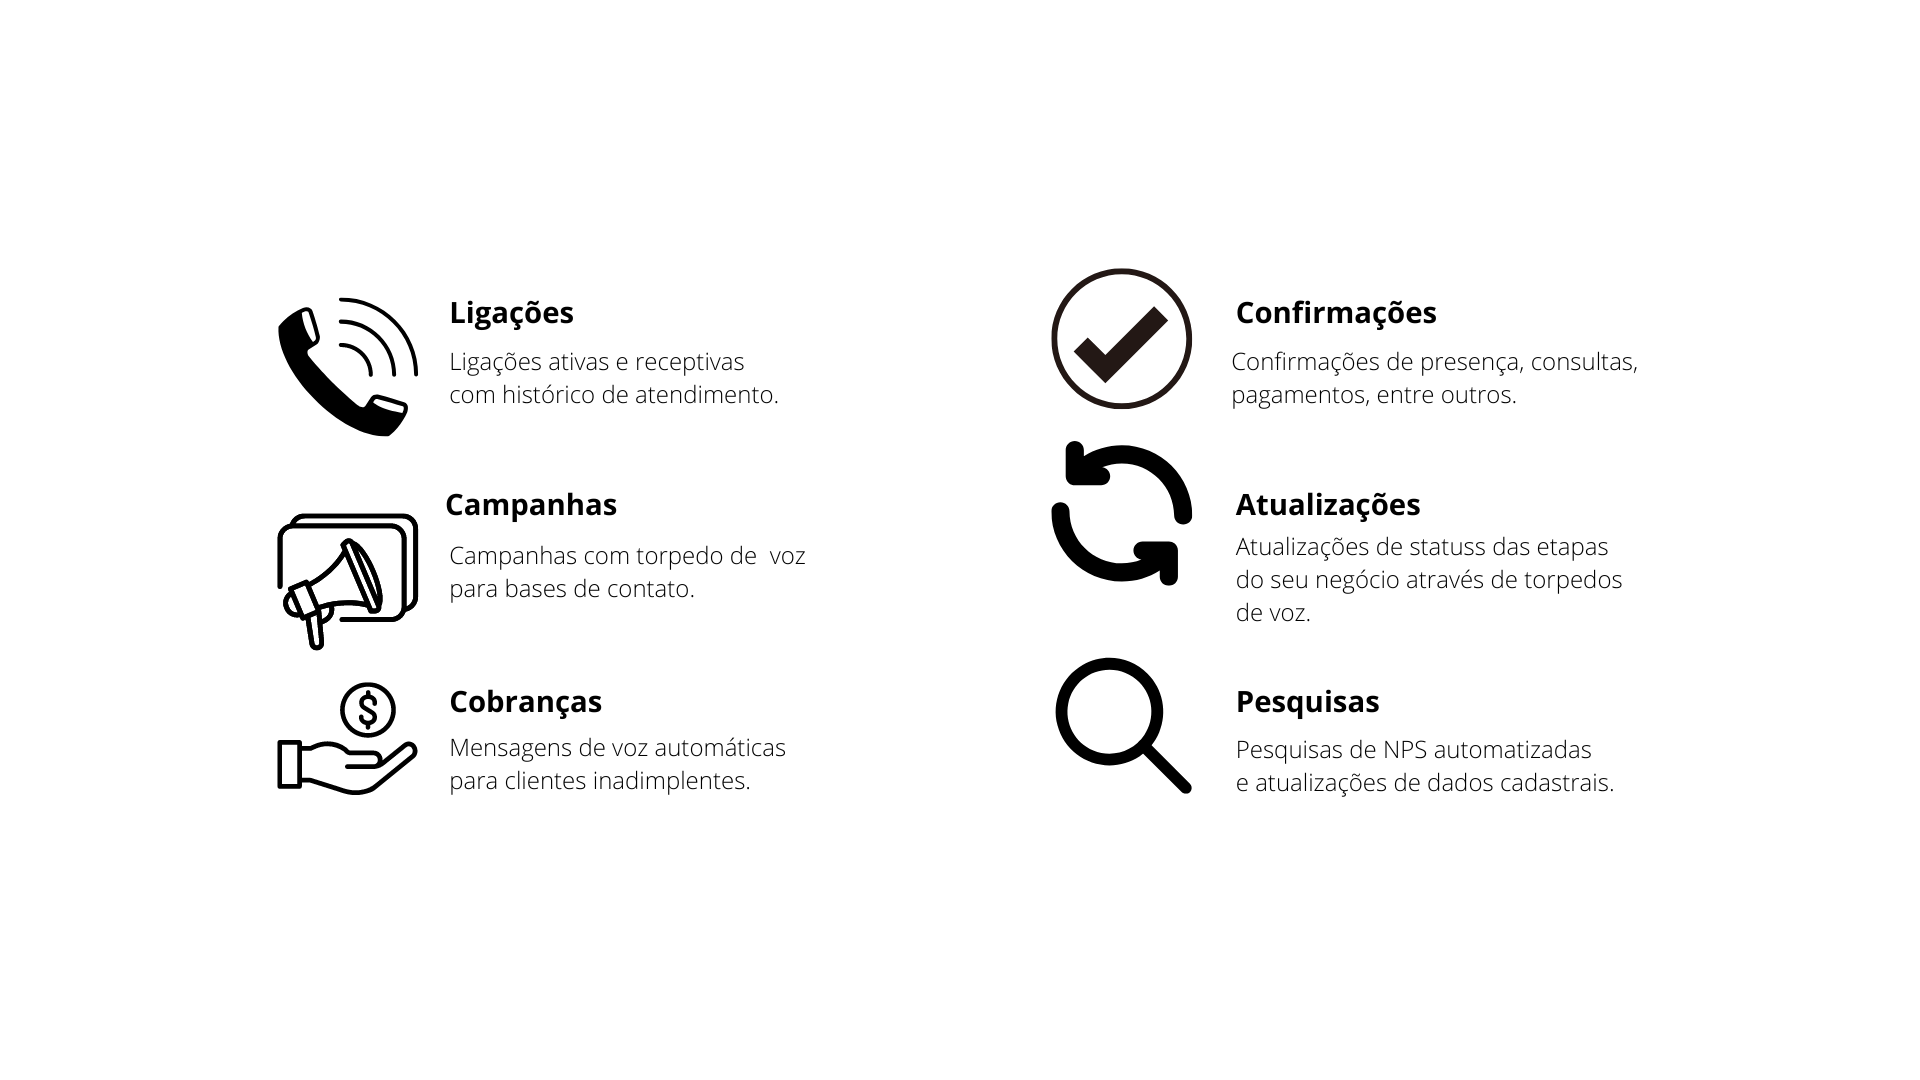 Ligações
Ligações ativas e receptivas
com histórico de atendimento.
Campanhas
Campanhas com torpedo de  voz
para bases de contato.
Cobranças
Mensagens de voz automáticas
para clientes inadimplentes.
Confirmações
Confirmações de presença, consultas,
pagamentos, entre outros.
Atualizações
Atualizações de statuss das etapas
do seu negócio através de torpedos
de voz.
Pesquisas
Pesquisas de NPS automatizadas
e atualizações de dados cadastrais.